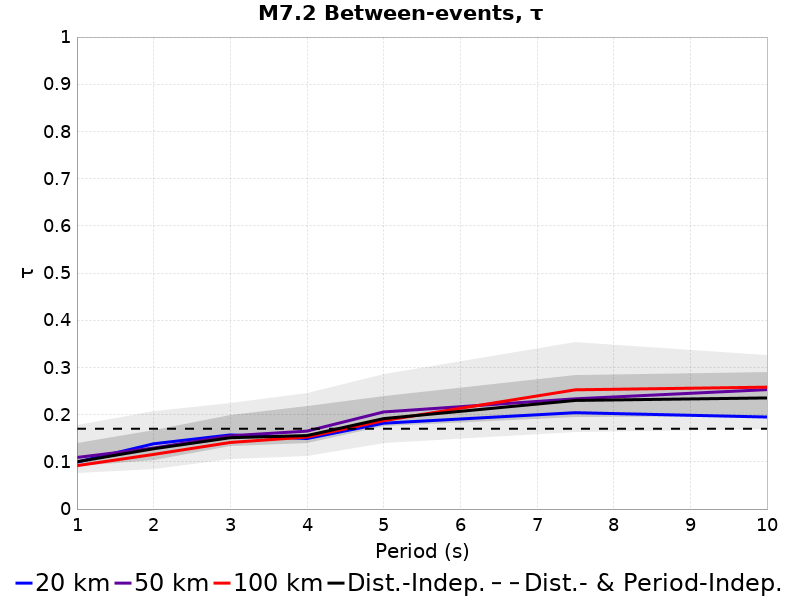 M7.2 Between-events, τ
1
0.9
0.8
0.7
0.6
0.5
0.4
0.3
0.2
0.1
0
τ
1 2 3 4 5 6 7 8 9 10
Period (s)
20 km 50 km 100 km Dist.-Indep. Dist.- & Period-Indep.